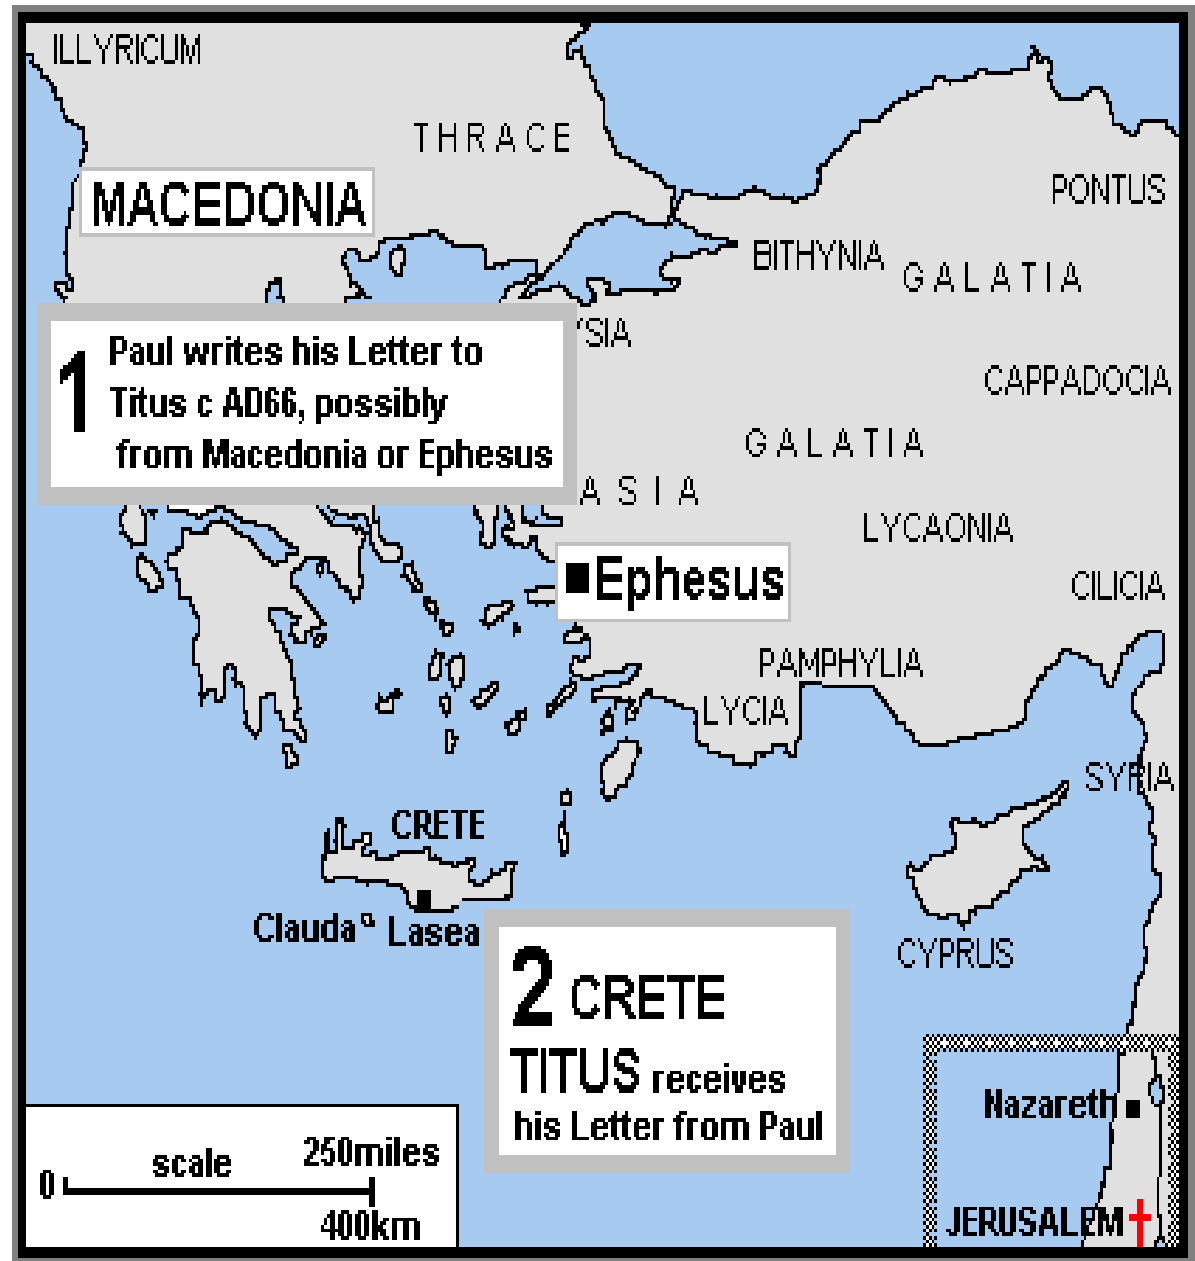 ILLYRICUM
THRACE
MACEDONIA
PONTUS
BITHYNIA
GALATIA
YSIA
1 Paul writes his Letter to
Titus c AD66, possibly
from Macedonia or Ephesus
CAPPADOCIA
GALATIA
ASIA
LYCAONIA
Ephesus
CILICIA
PAMPHYLIA
LYCIA
SYRIA
CRETE
Clauda Lasea
CYPRUS
2 CRETE
TITUS receives
his Letter from Paul
Nazareth
JERUSALEM
scale 250miles
0
400km